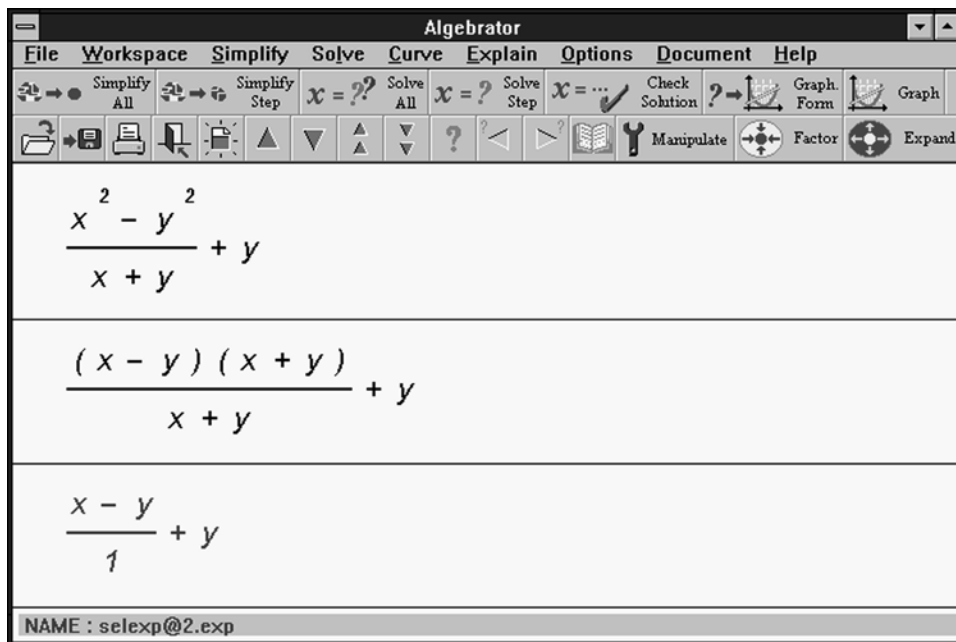 Algebrator
File Workspace Simplify Solve Curve Explain Options Document Help
Simplify All Simplify Step x = ?? Solve All x = ? Solve Step x = ... Check Solution ? Graph. Form Graph
? ? ? Manipulate Factor Expand
x² − y²
x + y
+ y
( x − y ) ( x + y )
x + y
+ y
x − y
1
+ y
NAME : selexp@2.exp